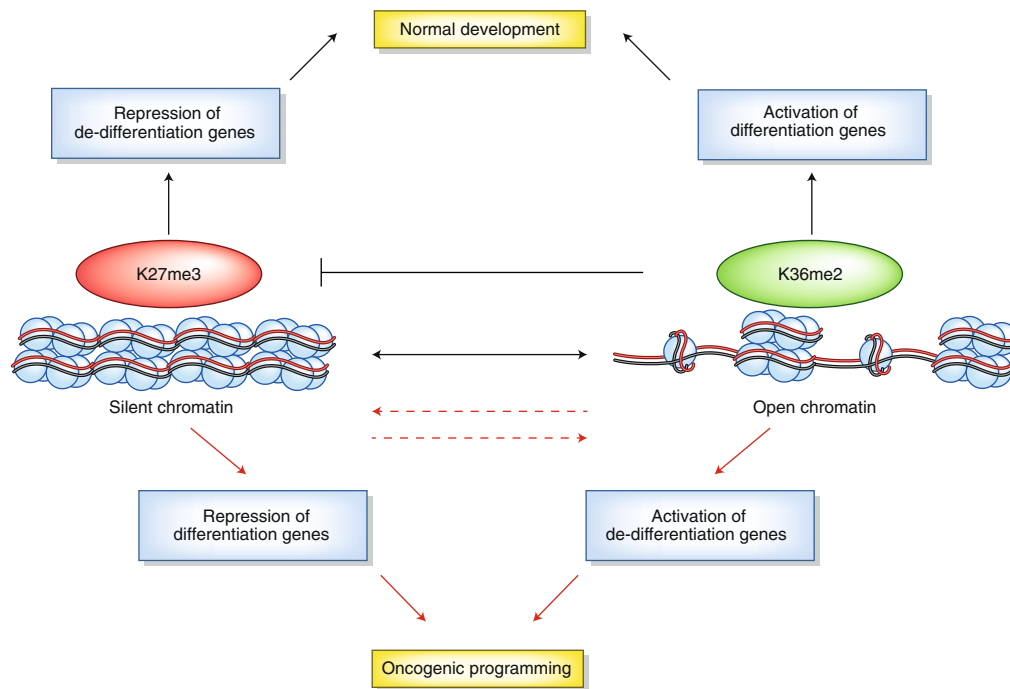 Normal development
Repression of
de-differentiation genes
Activation of
differentiation genes
K27me3
K36me2
Silent chromatin
Open chromatin
Repression of
differentiation genes
Activation of
de-differentiation genes
Oncogenic programming